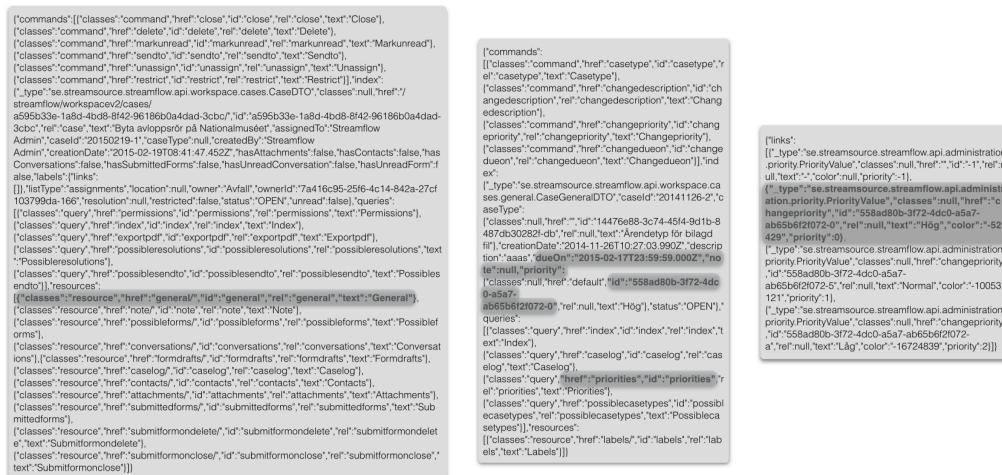 {"commands":[{"classes":"command","href":"close","id":"close","rel":"close","text":"Close"},
{"classes":"command","href":"delete","id":"delete","rel":"delete","text":"Delete"},
{"classes":"command","href":"markunread","id":"markunread","rel":"markunread","text":"Markunread"},
{"classes":"command","href":"sendto","id":"sendto","rel":"sendto","text":"Sendto"},
{"classes":"command","href":"unassign","id":"unassign","rel":"unassign","text":"Unassign"},
{"classes":"command","href":"restrict","id":"restrict","rel":"restrict","text":"Restrict"}],"index":
{"_type":"se.streamsource.streamflow.api.workspace.cases.CaseDTO","classes":null,"href":"/
streamflow/workspacev2/cases/
a595b33e-1a8d-4bd8-8f42-96186b0a4dad-3cbc/","id":"a595b33e-1a8d-4bd8-8f42-96186b0a4dad-
3cbc","rel":"case","text":"Byta avloppsrör på Nationalmuséet","assignedTo":"Streamflow
Admin","caseId":"20150219-1","caseType":null,"createdBy":"Streamflow
Admin","creationDate":"2015-02-19T08:41:47.452Z","hasAttachments":false,"hasContacts":false,"has
Conversations":false,"hasSubmittedForms":false,"hasUnreadConversation":false,"hasUnreadForm":f
alse,"labels":{"links":
[]},"listType":"assignments","location":null,"owner":"Avfall","ownerId":"7a416c95-25f6-4c14-842a-27cf
103799da-166","resolution":null,"restricted":false,"status":"OPEN","unread":false},"queries":
[{"classes":"query","href":"permissions","id":"permissions","rel":"permissions","text":"Permissions"},
{"classes":"query","href":"index","id":"index","rel":"index","text":"Index"},
{"classes":"query","href":"exportpdf","id":"exportpdf","rel":"exportpdf","text":"Exportpdf"},
{"classes":"query","href":"possibleresolutions","id":"possibleresolutions","rel":"possibleresolutions","text
":"Possibleresolutions"},
{"classes":"query","href":"possiblesendto","id":"possiblesendto","rel":"possiblesendto","text":"Possibles
endto"}],"resources":
[{"classes":"resource","href":"general/","id":"general","rel":"general","text":"General"},
{"classes":"resource","href":"note/","id":"note","rel":"note","text":"Note"},
{"classes":"resource","href":"possibleforms/","id":"possibleforms","rel":"possibleforms","text":"Possiblef
orms"},
{"classes":"resource","href":"conversations/","id":"conversations","rel":"conversations","text":"Conversat
ions"},{"classes":"resource","href":"formdrafts/","id":"formdrafts","rel":"formdrafts","text":"Formdrafts"},
{"classes":"resource","href":"caselog/","id":"caselog","rel":"caselog","text":"Caselog"},
{"classes":"resource","href":"contacts/","id":"contacts","rel":"contacts","text":"Contacts"},
{"classes":"resource","href":"attachments/","id":"attachments","rel":"attachments","text":"Attachments"},
{"classes":"resource","href":"submittedforms/","id":"submittedforms","rel":"submittedforms","text":"Sub
mittedforms"},
{"classes":"resource","href":"submitformondelete/","id":"submitformondelete","rel":"submitformondelet
e","text":"Submitformondelete"},
{"classes":"resource","href":"submitformonclose/","id":"submitformonclose","rel":"submitformonclose","
text":"Submitformonclose"}]}
{"commands":
[{"classes":"command","href":"casetype","id":"casetype","r
el":"casetype","text":"Casetype"},
{"classes":"command","href":"changedescription","id":"ch
angedescription","rel":"changedescription","text":"Chang
edescription"},
{"classes":"command","href":"changepriority","id":"chang
epriority","rel":"changepriority","text":"Changepriority"},
{"classes":"command","href":"changedueon","id":"change
dueon","rel":"changedueon","text":"Changedueon"}],"ind
ex":
{"_type":"se.streamsource.streamflow.api.workspace.ca
ses.general.CaseGeneralDTO","caseId":"20141126-2","c
aseType":
{"classes":null,"href":"","id":"14476e88-3c74-45f4-9d1b-8
487db30282f-db","rel":null,"text":"Ärendetyp för bilagd
fil"},"creationDate":"2014-11-26T10:27:03.990Z","descrip
tion":"aaas","dueOn":"2015-02-17T23:59:59.000Z","no
te":null,"priority":
{"classes":null,"href":"default","id":"558ad80b-3f72-4dc
0-a5a7-
ab65b6f2f072-0","rel":null,"text":"Hög"},"status":"OPEN"},"
queries":
[{"classes":"query","href":"index","id":"index","rel":"index","t
ext":"Index"},
{"classes":"query","href":"caselog","id":"caselog","rel":"cas
elog","text":"Caselog"},
{"classes":"query","href":"priorities","id":"priorities","r
el":"priorities","text":"Priorities"},
{"classes":"query","href":"possiblecasetypes","id":"possibl
ecasetypes","rel":"possiblecasetypes","text":"Possibleca
setypes"}],"resources":
[{"classes":"resource","href":"labels/","id":"labels","rel":"lab
els","text":"Labels"}]}
{"links":
[{"_type":"se.streamsource.streamflow.api.administration
.priority.PriorityValue","classes":null,"href":"","id":"-1","rel":n
ull,"text":"-","color":null,"priority":-1},
{"_type":"se.streamsource.streamflow.api.administr
ation.priority.PriorityValue","classes":null,"href":"c
hangepriority","id":"558ad80b-3f72-4dc0-a5a7-
ab65b6f2f072-0","rel":null,"text":"Hög","color":"-52
429","priority":0},
{"_type":"se.streamsource.streamflow.api.administration.
priority.PriorityValue","classes":null,"href":"changepriority"
,"id":"558ad80b-3f72-4dc0-a5a7-
ab65b6f2f072-5","rel":null,"text":"Normal","color":"-10053
121","priority":1},
{"_type":"se.streamsource.streamflow.api.administration.
priority.PriorityValue","classes":null,"href":"changepriority"
,"id":"558ad80b-3f72-4dc0-a5a7-ab65b6f2f072-
a","rel":null,"text":"Låg","color":"-16724839","priority":2}]}